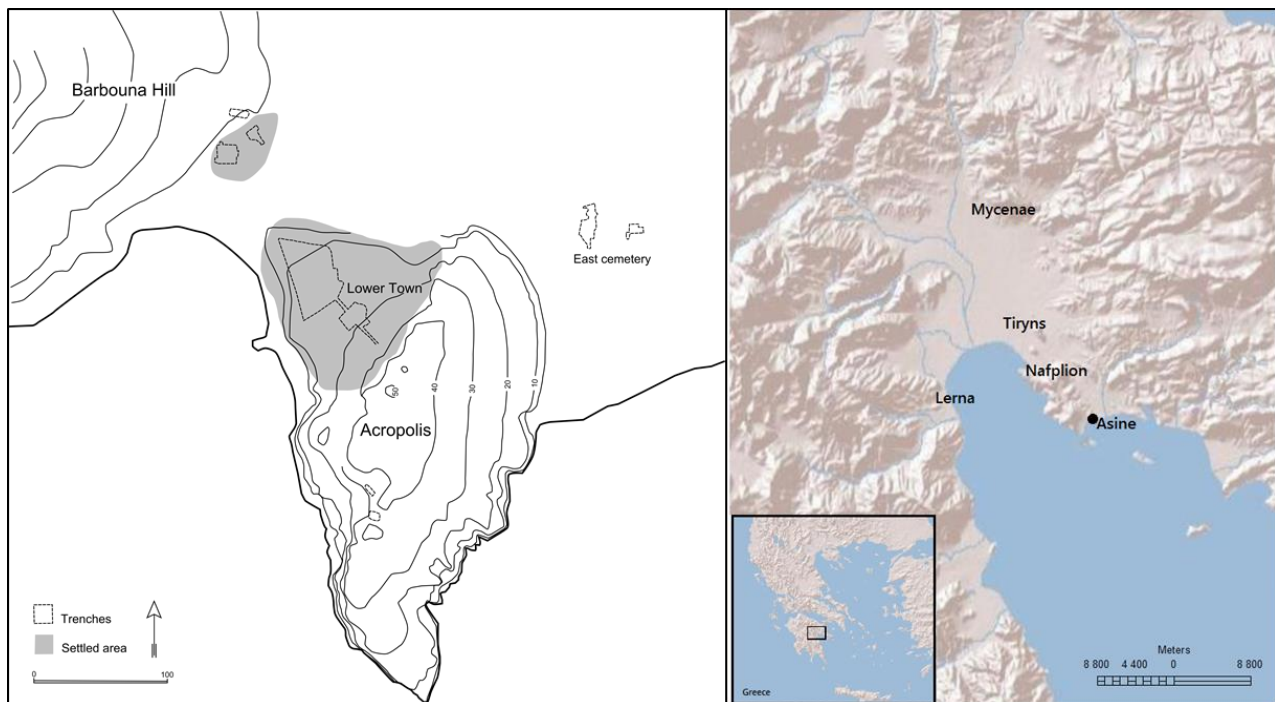 Barbouna Hill
East cemetery
Lower Town
50
40
30
20
10
Acropolis
Trenches
Settled area
0 100
Mycenae
Tiryns
Nafplion
Lerna
Asine
Greece
Meters
8 800 4 400 0 8 800